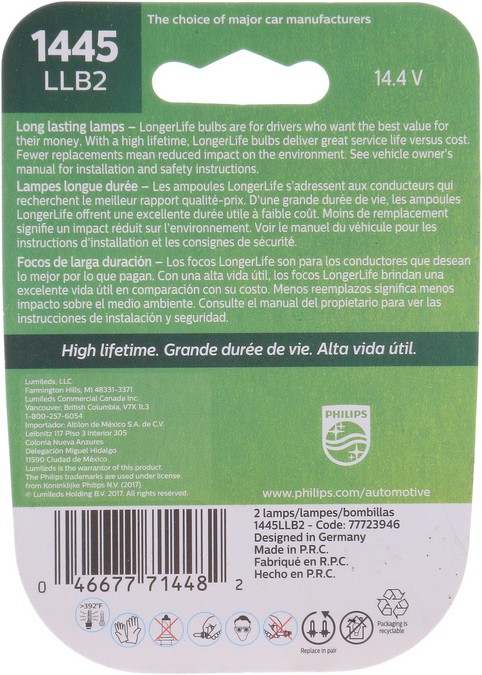 The choice of major car manufacturers
1445
LLB2
14.4 V
Long lasting lamps – LongerLife bulbs are for drivers who want the best value for
their money. With a high lifetime, LongerLife bulbs deliver great service life versus cost.
Fewer replacements mean reduced impact on the environment. See vehicle owner's
manual for installation and safety instructions.
Lampes longue durée – Les ampoules LongerLife s'adressent aux conducteurs qui
recherchent le meilleur rapport qualité-prix. D'une grande durée de vie, les ampoules
LongerLife offrent une excellente durée utile à faible coût. Moins de remplacement
signifie un impact réduit sur l'environnement. Voir le manuel du véhicule pour les
instructions d'installation et les consignes de sécurité.
Focos de larga duración – Los focos LongerLife son para los conductores que desean
lo mejor por lo que pagan. Con una alta vida útil, los focos LongerLife brindan una
excelente vida útil en comparación con su costo. Menos reemplazos significa menos
impacto sobre el medio ambiente. Consulte el manual del propietario para ver las
instrucciones de instalación y seguridad.
High lifetime. Grande durée de vie. Alta vida útil.
Lumileds, LLC
Farmington Hills, MI 48331-3371
Lumileds Commercial Canada Inc.
Vancouver, British Columbia, V7X 1L3
1-800-257-6054
Importador: Altilon de México S.A. de C.V.
Leibnitz 117 Piso 3 Interior 305
Colonia Nueva Anzures
Delegación Miguel Hidalgo
11590 Ciudad de México
Lumileds is the warrantor of this product.
The Philips trademarks are used under license
from Koninklijke Philips N.V. (2017)
© Lumileds Holding B.V. 2017. All rights reserved.
PHILIPS
www.philips.com/automotive
2 lamps/lampes/bombillas
1445LLB2 - Code: 77723946
Designed in Germany
Made in P.R.C.
Fabriqué en R.P.C.
Hecho en P.R.C.
0 46677 71448 2
>392°F
Replace in pair
Packaging is
recyclable